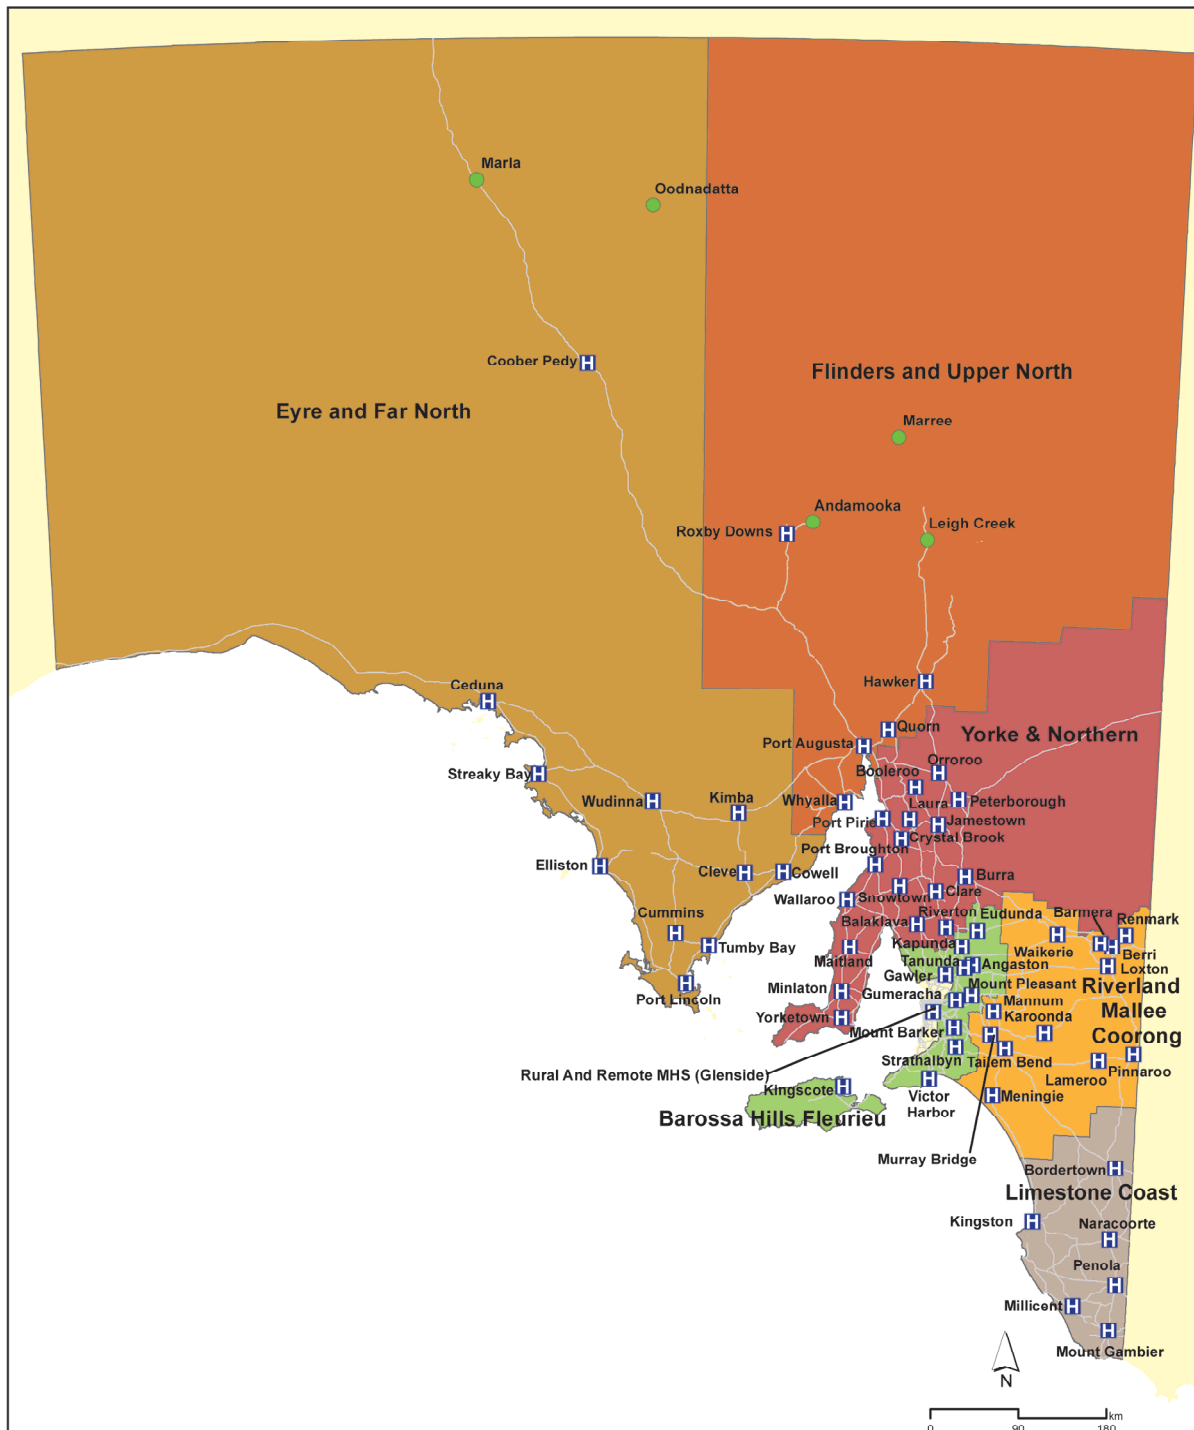 Marla
Oodnadatta
Coober Pedy
Flinders and Upper North
Eyre and Far North
Marree
Andamooka
Leigh Creek
Roxby Downs
Hawker
Ceduna
Quorn
Yorke & Northern
Port Augusta
Orroroo
Booleroo
Streaky Bay
Wudinna
Kimba
Whyalla
Laura
Peterborough
Port Pirie
Jamestown
Crystal Brook
Port Broughton
Elliston
Cleve
Cowell
Burra
Clare
Wallaroo
Snowtown
Cummins
Riverton
Eudunda
Barmera
Renmark
Balaklava
Tumby Bay
Kapunda
Waikerie
Berri
Maitland
Tanunda
Angaston
Loxton
Gawler
Mount Pleasant
Riverland
Mallee
Coorong
Port Lincoln
Minlaton
Gumeracha
Mannum
Karoonda
Yorketown
Mount Barker
Strathalbyn
Tailem Bend
Pinnaroo
Rural And Remote MHS (Glenside)
Lameroo
Kingscote
Victor
Harbor
Meningie
Barossa Hills Fleurieu
Murray Bridge
Bordertown
Limestone Coast
Kingston
Naracoorte
Penola
Millicent
Mount Gambier
N
km
0 90 180